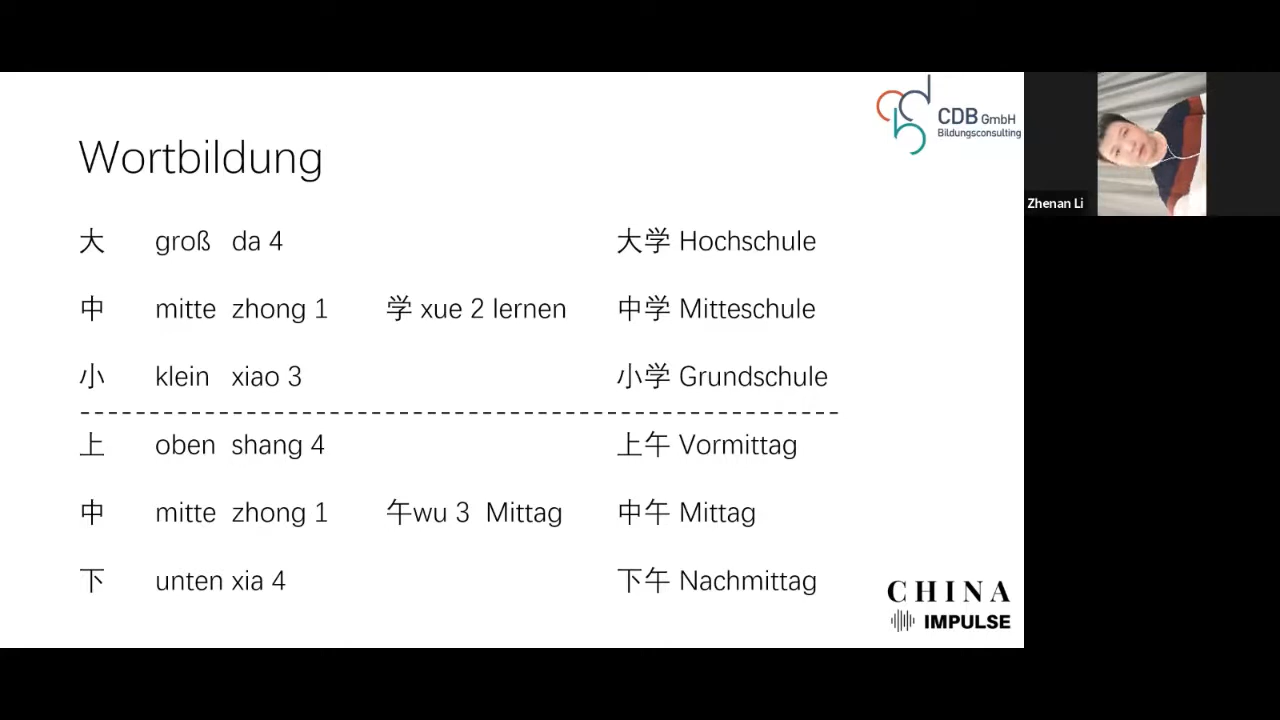 CDB GmbH
Bildungsconsulting
Wortbildung
Zhenan Li
大 groß da 4 大学 Hochschule
中 mitte zhong 1 学 xue 2 lernen 中学 Mitteschule
小 klein xiao 3 小学 Grundschule
上 oben shang 4 上午 Vormittag
中 mitte zhong 1 午wu 3 Mittag 中午 Mittag
下 unten xia 4 下午 Nachmittag
CHINA
IMPULSE